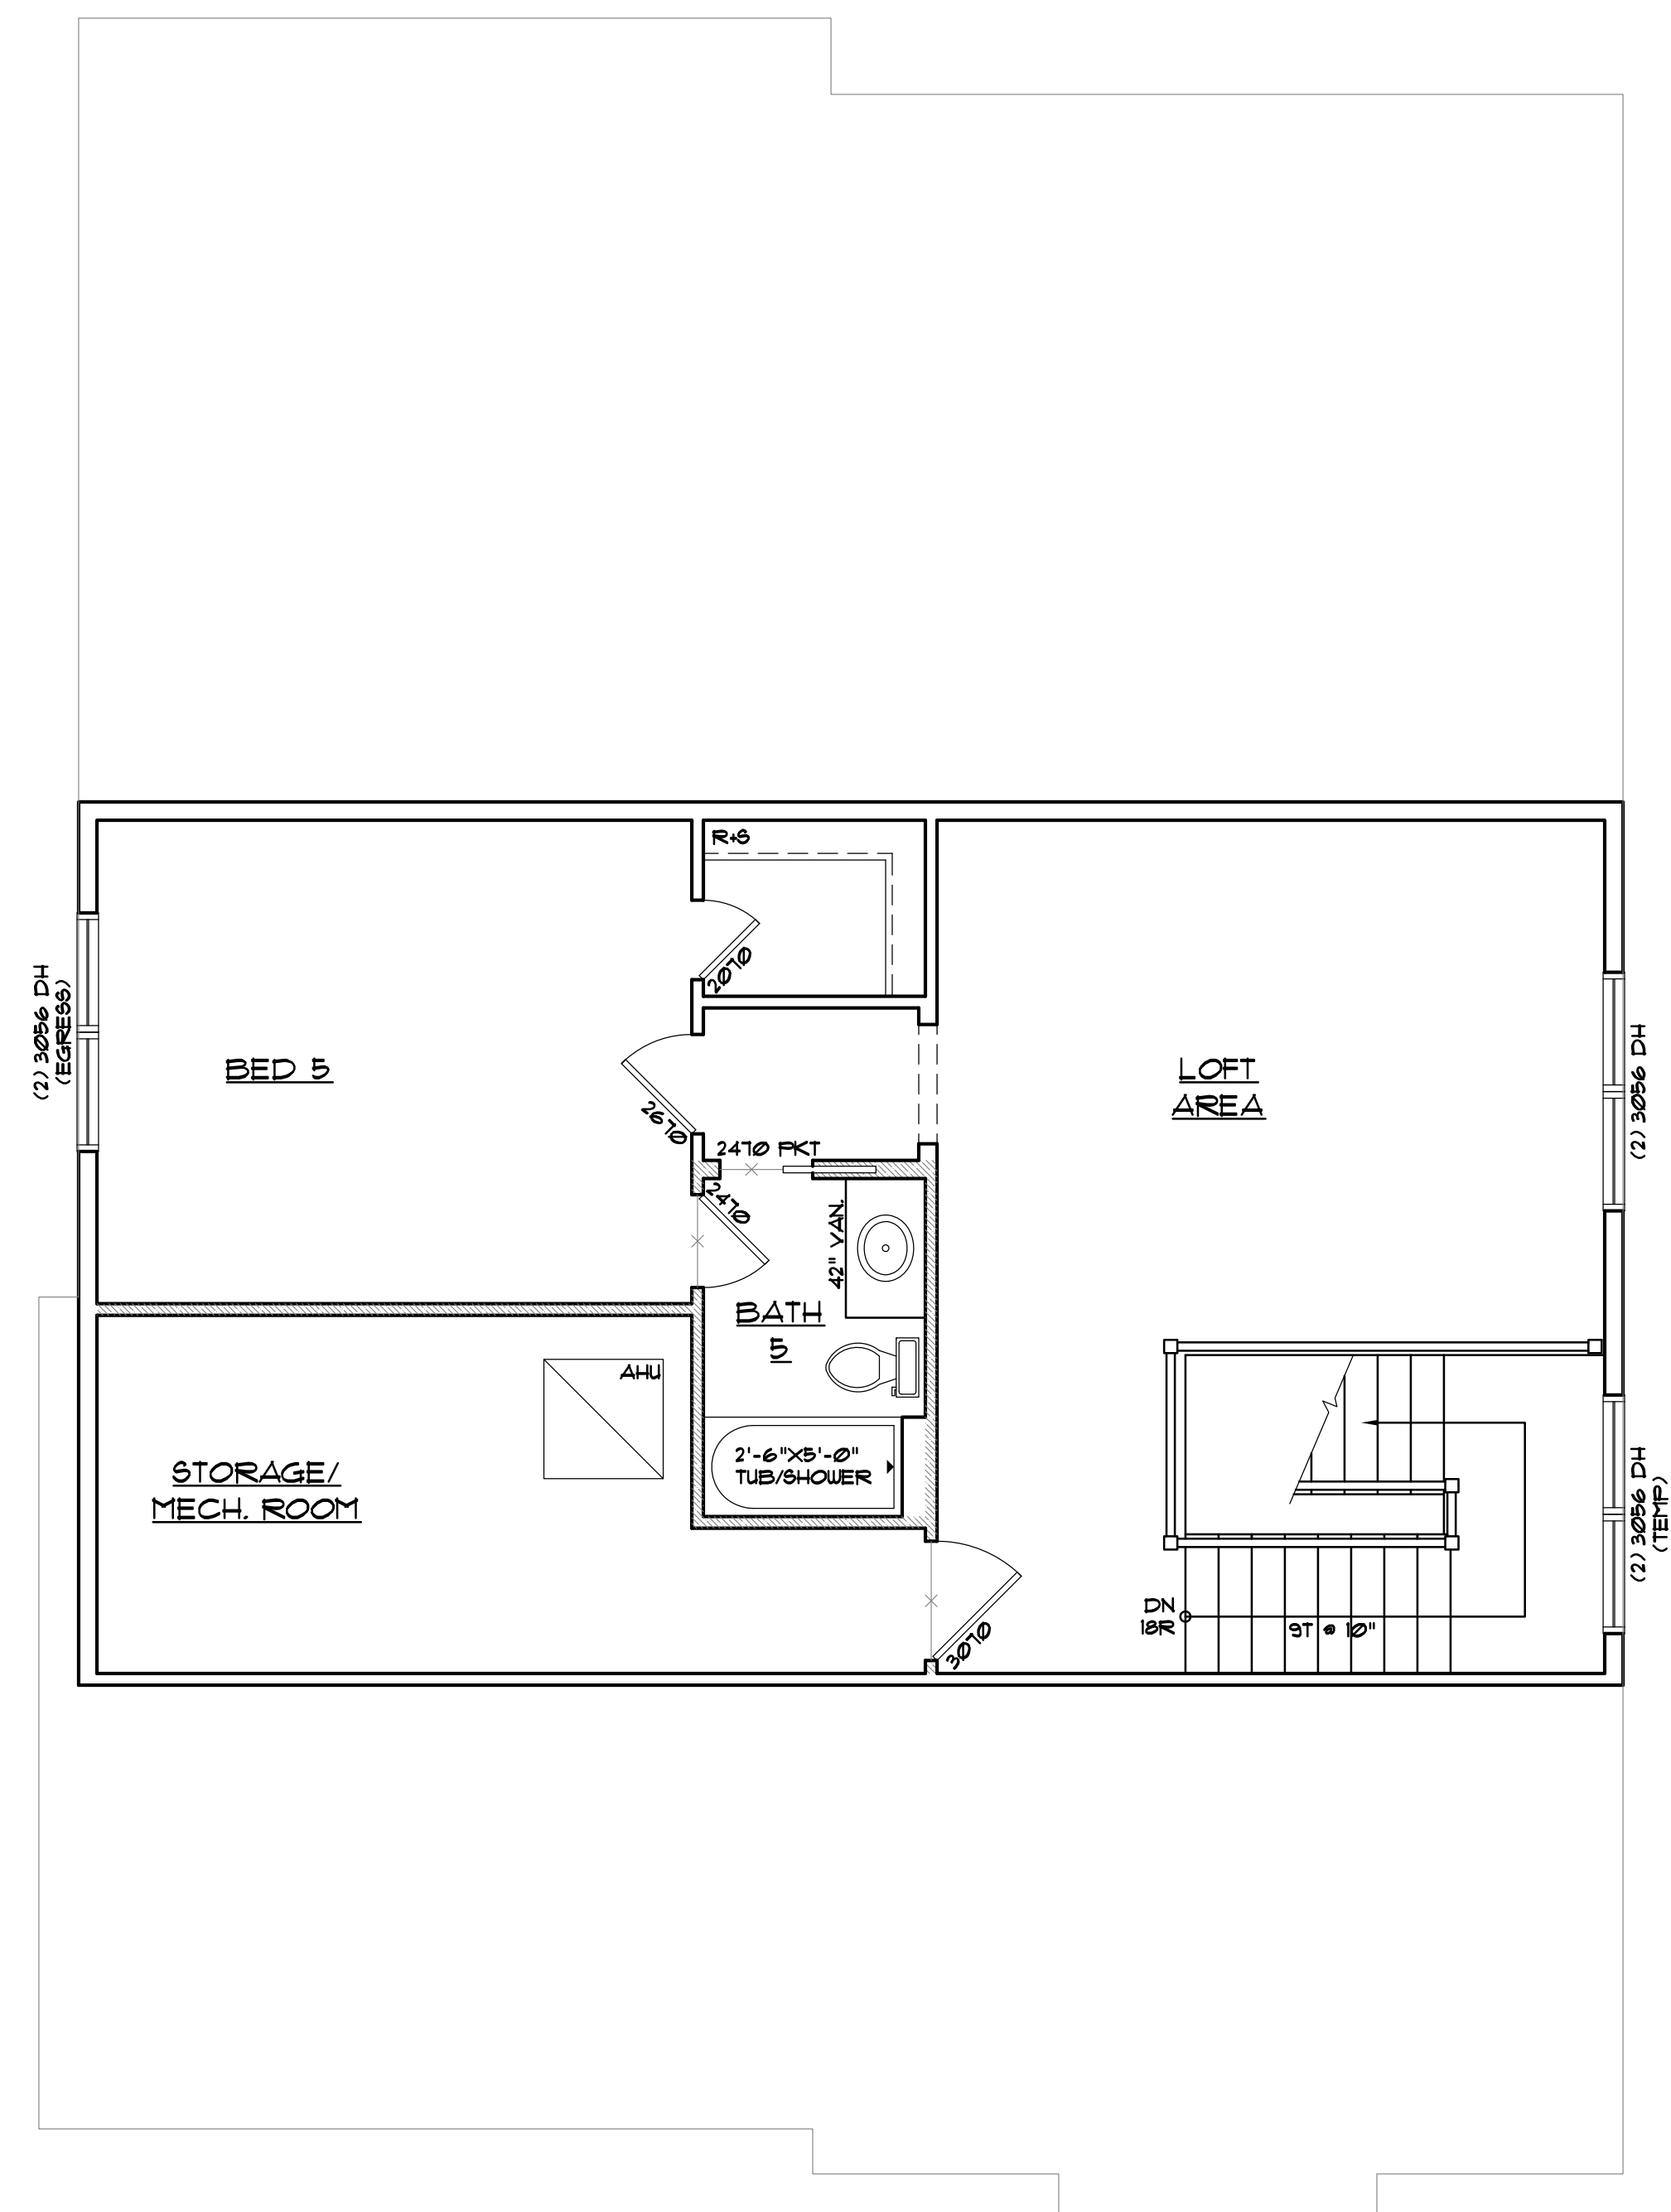 R+S
2070
(2) 3056 DH
(EGRESS)
BED 5
2670
LOFT
AREA
(2) 3056 DH
2470 PKT
2470
42" VAN.
BATH
5
AHU
2'-6"X5'-0"
TUB/SHOWER
STORAGE/
MECH. ROOM
(2) 3056 DH
(TEMP)
DN
18R
9T @ 10"
3070